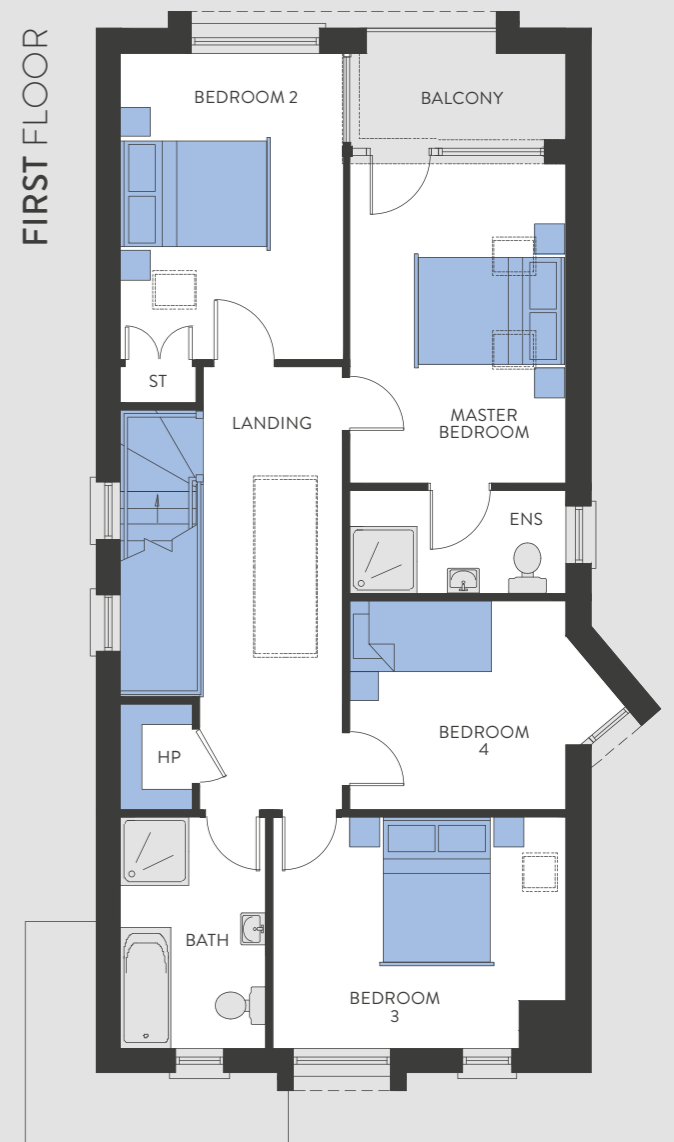 FIRST FLOOR
BEDROOM 2
BALCONY
ST
LANDING
MASTER
BEDROOM
ENS
BEDROOM
4
HP
BATH
BEDROOM
3